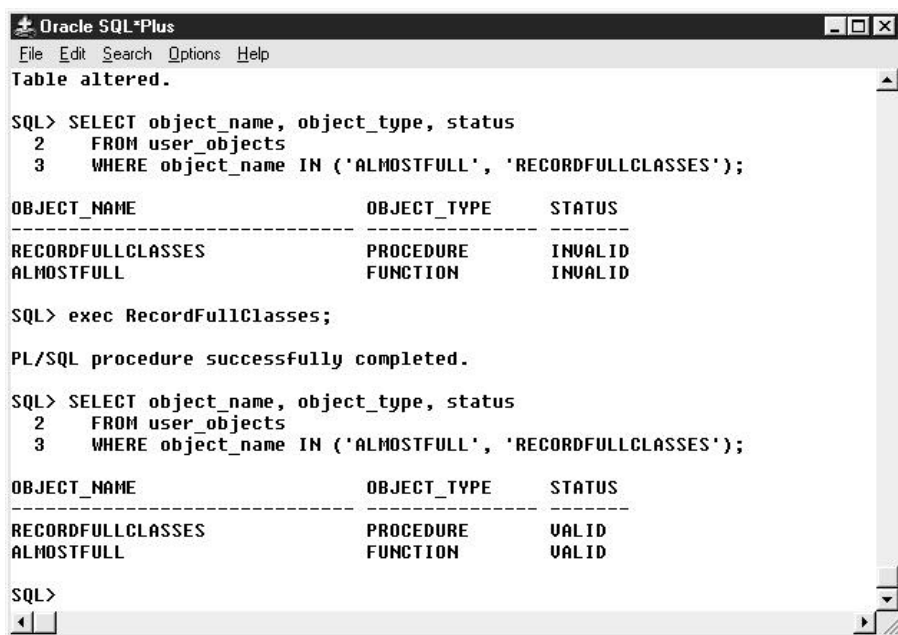 Oracle SQL*Plus
File Edit Search Options Help
Table altered.
SQL> SELECT object_name, object_type, status
2 FROM user_objects
3 WHERE object_name IN ('ALMOSTFULL', 'RECORDFULLCLASSES');
OBJECT_NAME OBJECT_TYPE STATUS
------------------------------ --------------- -------
RECORDFULLCLASSES PROCEDURE INVALID
ALMOSTFULL FUNCTION INVALID
SQL> exec RecordFullClasses;
PL/SQL procedure successfully completed.
SQL> SELECT object_name, object_type, status
2 FROM user_objects
3 WHERE object_name IN ('ALMOSTFULL', 'RECORDFULLCLASSES');
OBJECT_NAME OBJECT_TYPE STATUS
------------------------------ --------------- -------
RECORDFULLCLASSES PROCEDURE VALID
ALMOSTFULL FUNCTION VALID
SQL>